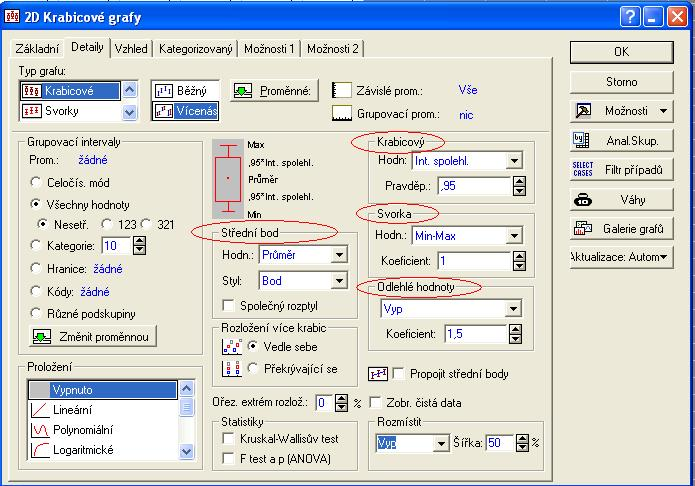 2D Krabicové grafy
Základní Detaily Vzhled Kategorizovaný Možnosti 1 Možnosti 2
Typ grafu:
Krabicové
Svorky
Běžný
Vícenás
Proměnné:
Závislé prom.: Vše
Grupovací prom.: nic
Grupovací intervaly
Prom.: žádné
Celočís. mód
Všechny hodnoty
Nesetř. 123 321
Kategorie: 10
Hranice: žádné
Kódy: žádné
Různé podskupiny
Změnit proměnnou
Proložení
Vypnuto
Lineární
Polynomiální
Logaritmické
Max
,95*Int. spolehl.
Průměr
,95*Int. spolehl.
Min
Střední bod
Hodn.: Průměr
Styl: Bod
Společný rozptyl
Rozložení více krabic
Vedle sebe
Překrývající se
Ořez. extrém rozlož.: 0 %
Statistiky
Kruskal-Wallisův test
F test a p (ANOVA)
Krabicový
Hodn: Int. spolehl.
Pravděp.: ,95
Svorka
Hodn.: Min-Max
Koeficient: 1
Odlehlé hodnoty
Vyp
Koeficient: 1,5
Propojit střední body
Zobr. čistá data
Rozmístit
Vyp Šířka: 50 %
OK
Storno
Možnosti
by Anal.Skup.
SELECT CASES Filtr případů
Váhy
Galerie grafů
Aktualizace: Autom